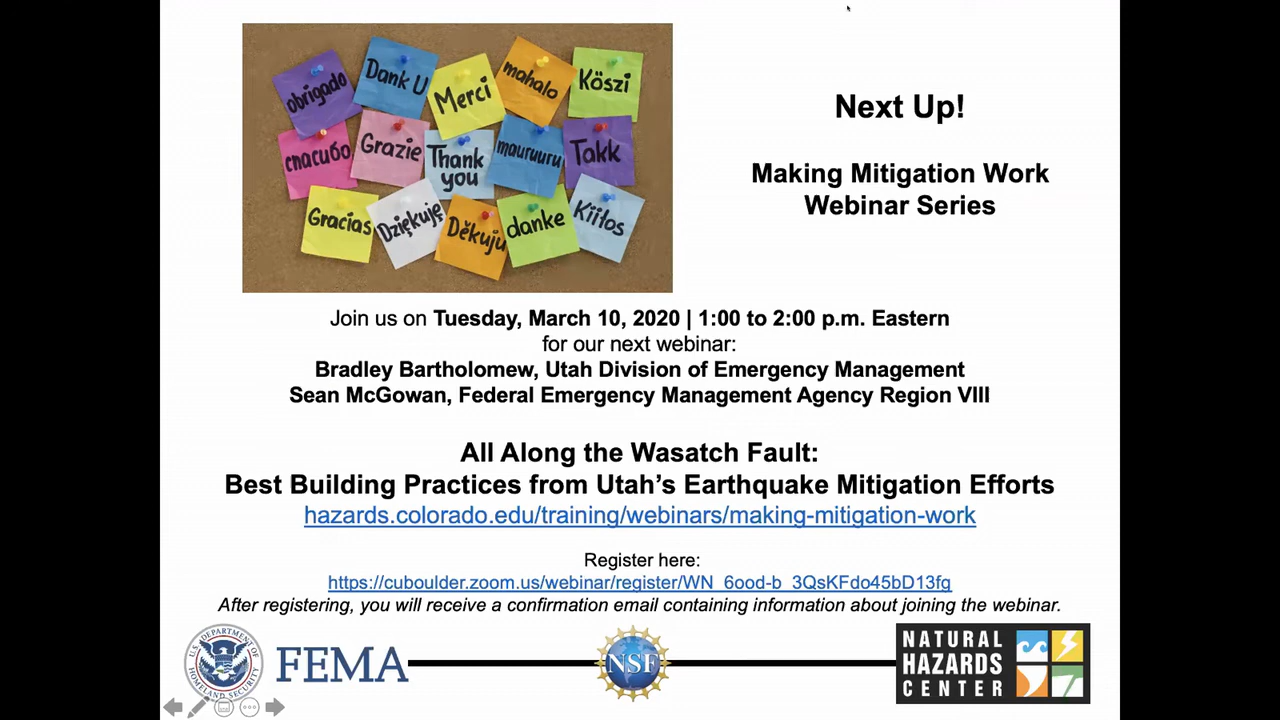 obrigado
Dank U
Merci
mahalo
Köszi
спасибо
Grazie
Thank
you
mauruuru
Takk
Gracias
Dziękuję
Děkuju
danke
Kiitos
Next Up!
Making Mitigation Work
Webinar Series
Join us on Tuesday, March 10, 2020 | 1:00 to 2:00 p.m. Eastern
for our next webinar:
Bradley Bartholomew, Utah Division of Emergency Management
Sean McGowan, Federal Emergency Management Agency Region VIII
All Along the Wasatch Fault:
Best Building Practices from Utah’s Earthquake Mitigation Efforts
hazards.colorado.edu/training/webinars/making-mitigation-work
Register here:
https://cuboulder.zoom.us/webinar/register/WN_6ood-b_3QsKFdo45bD13fg
After registering, you will receive a confirmation email containing information about joining the webinar.
U.S. DEPARTMENT OF
HOMELAND SECURITY
FEMA
NSF
NATURAL
HAZARDS
CENTER